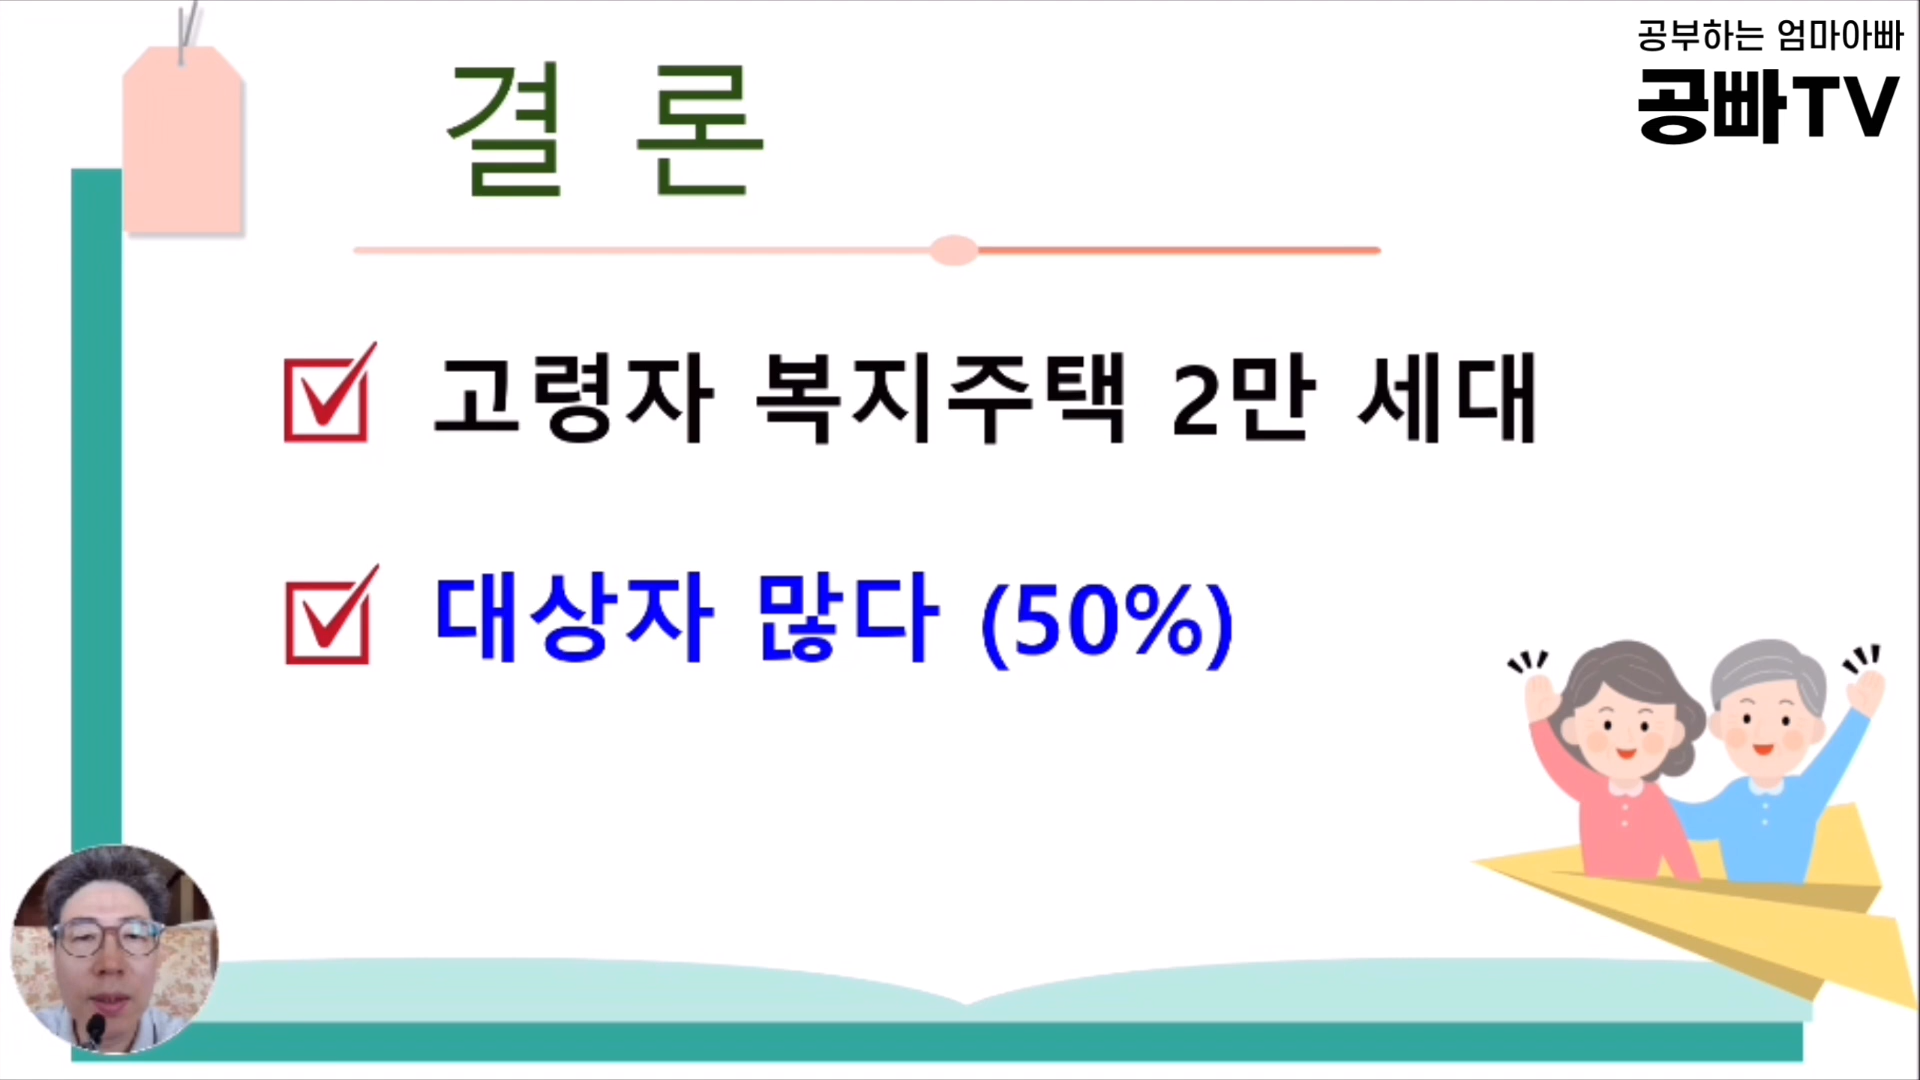 공부하는 엄마아빠
공빠TV
결 론
고령자 복지주택 2만 세대
대상자 많다 (50%)